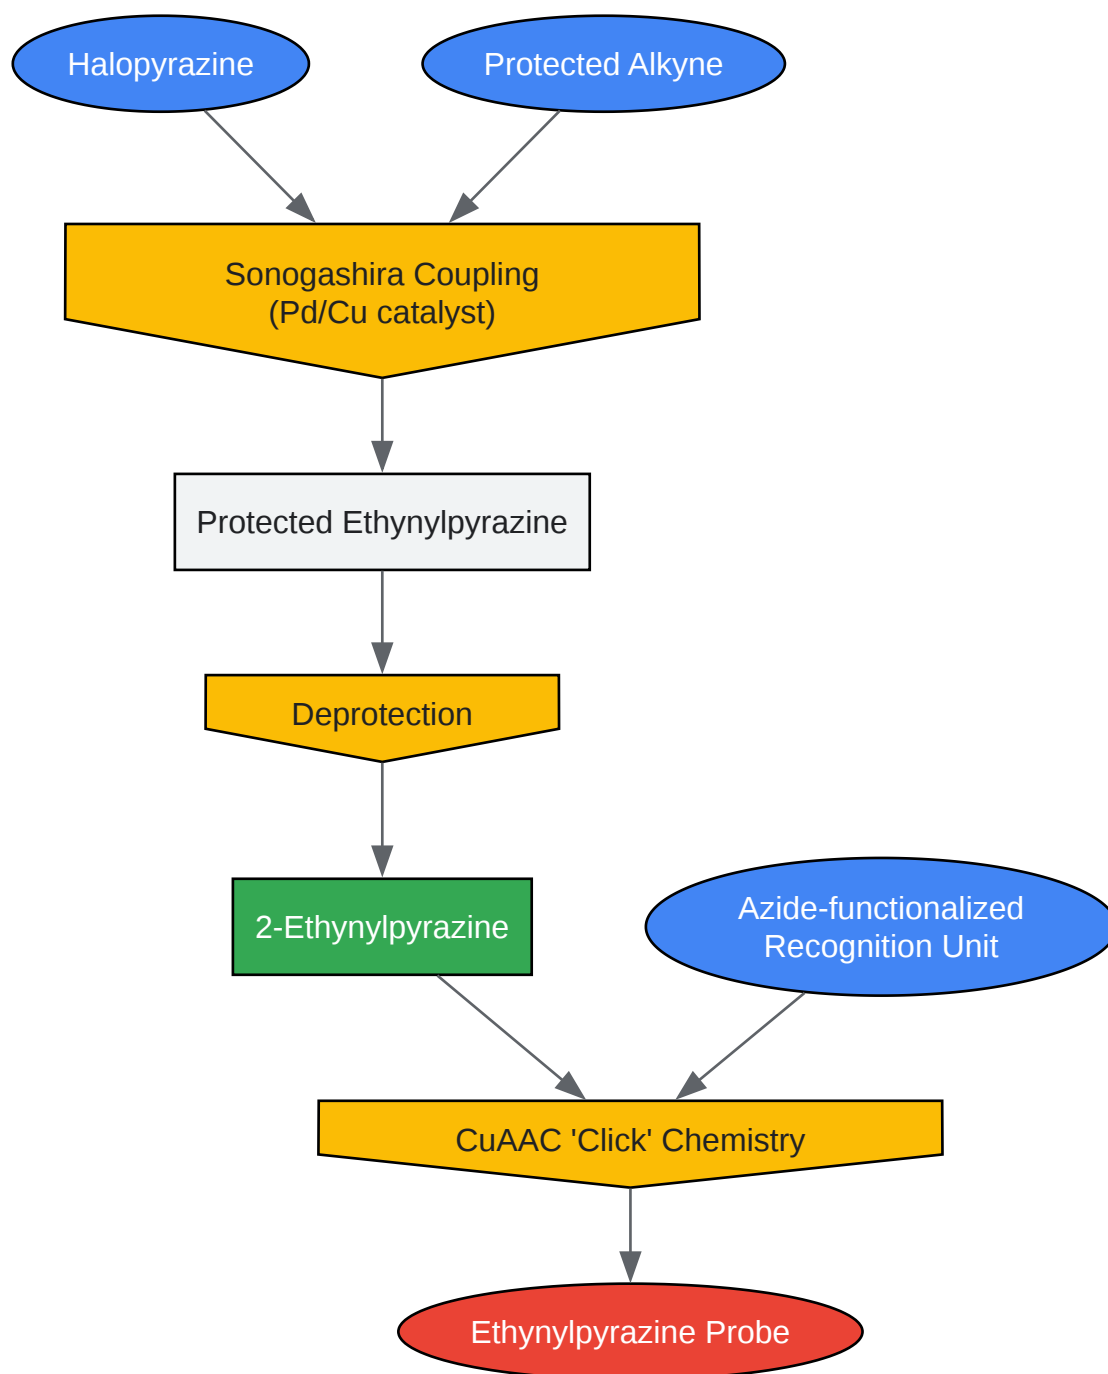 Halopyrazine
Protected Alkyne
Sonogashira Coupling
(Pd/Cu catalyst)
Protected Ethynylpyrazine
Deprotection
2-Ethynylpyrazine
Azide-functionalized
Recognition Unit
CuAAC 'Click' Chemistry
Ethynylpyrazine Probe